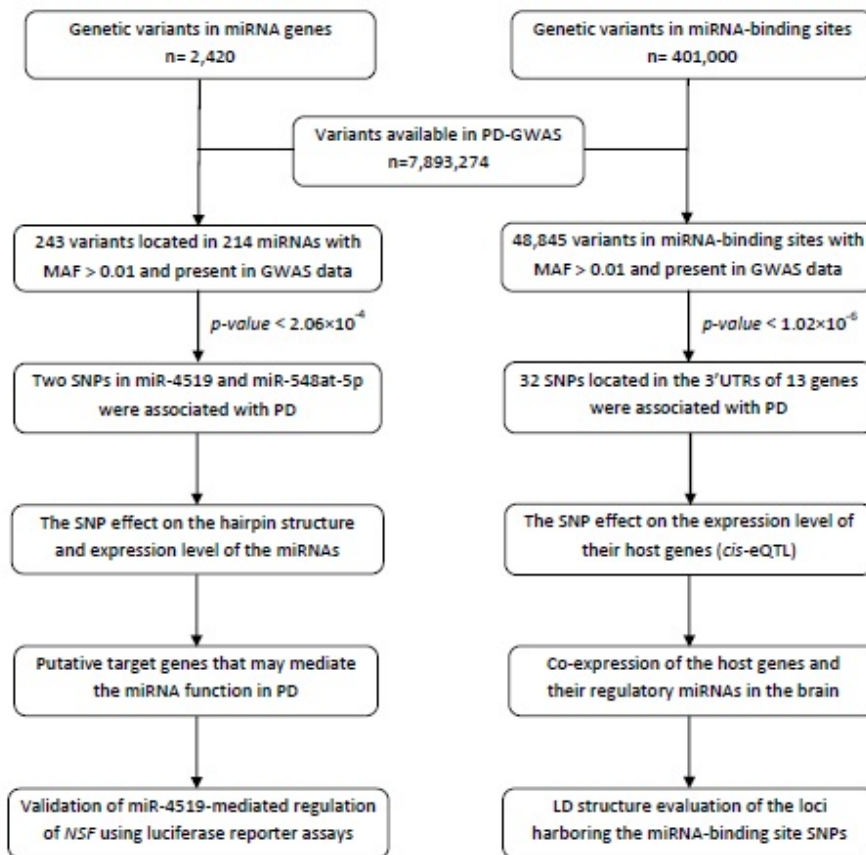 Genetic variants in miRNA genes
n= 2,420
Genetic variants in miRNA-binding sites
n= 401,000
Variants available in PD-GWAS
n=7,893,274
243 variants located in 214 miRNAs with
MAF > 0.01 and present in GWAS data
48,845 variants in miRNA-binding sites with
MAF > 0.01 and present in GWAS data
p-value < 2.06×10⁻⁴
p-value < 1.02×10⁻⁶
Two SNPs in miR-4519 and miR-548at-5p
were associated with PD
32 SNPs located in the 3'UTRs of 13 genes
were associated with PD
The SNP effect on the hairpin structure
and expression level of the miRNAs
The SNP effect on the expression level of
their host genes (cis-eQTL)
Putative target genes that may mediate
the miRNA function in PD
Co-expression of the host genes and
their regulatory miRNAs in the brain
Validation of miR-4519-mediated regulation
of NSF using luciferase reporter assays
LD structure evaluation of the loci
harboring the miRNA-binding site SNPs